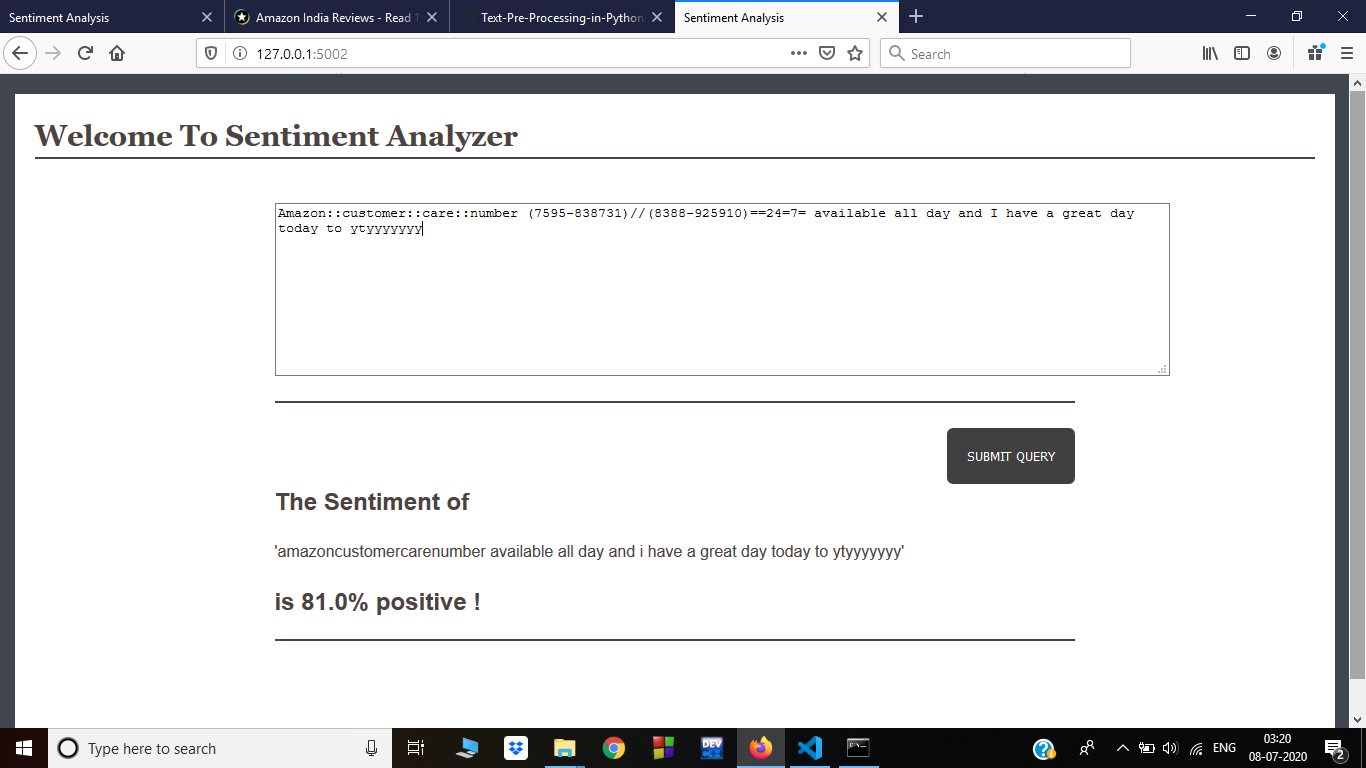 Sentiment Analysis
Amazon India Reviews - Read 1
Text-Pre-Processing-in-Python
Sentiment Analysis
127.0.0.1:5002
Search
Welcome To Sentiment Analyzer
Amazon::customer::care::number (7595-838731)//(8388-925910)==24=7= available all day and I have a great day
today to ytyyyyyyy
SUBMIT QUERY
The Sentiment of
'amazoncustomercarenumber available all day and i have a great day today to ytyyyyyyy'
is 81.0% positive !
Type here to search
DEV
ENG
03:20
08-07-2020
2